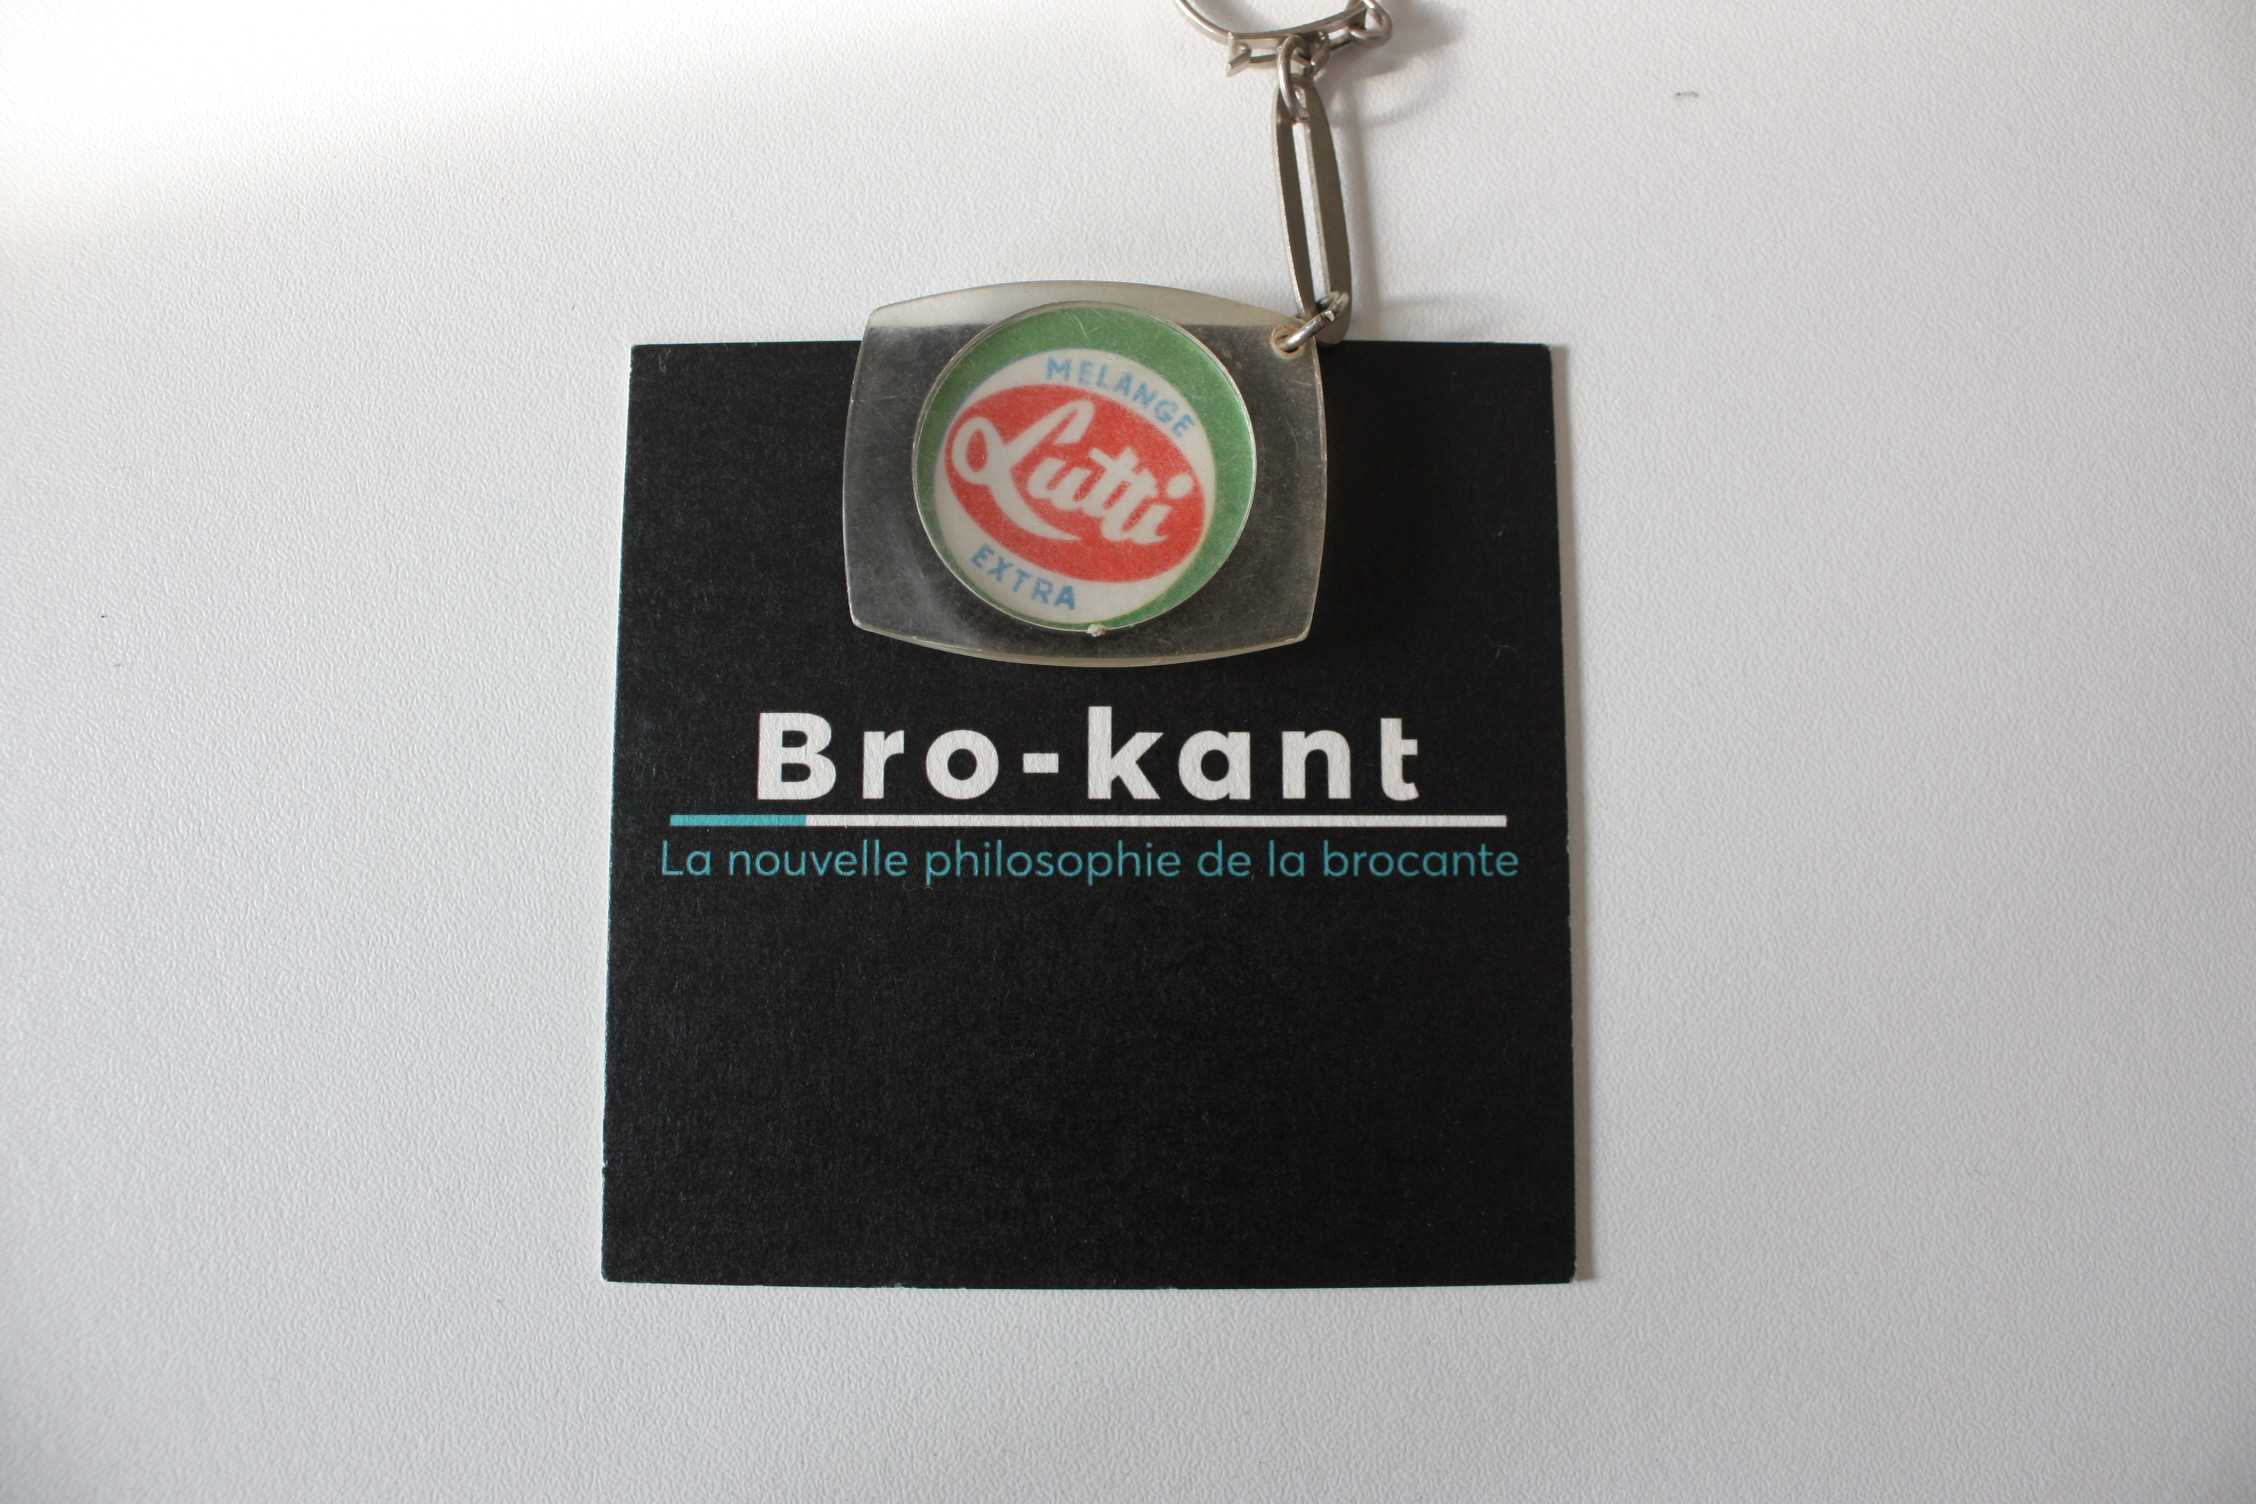 MELANGE
Lutti
EXTRA
Bro-kant
La nouvelle philosophie de la brocante